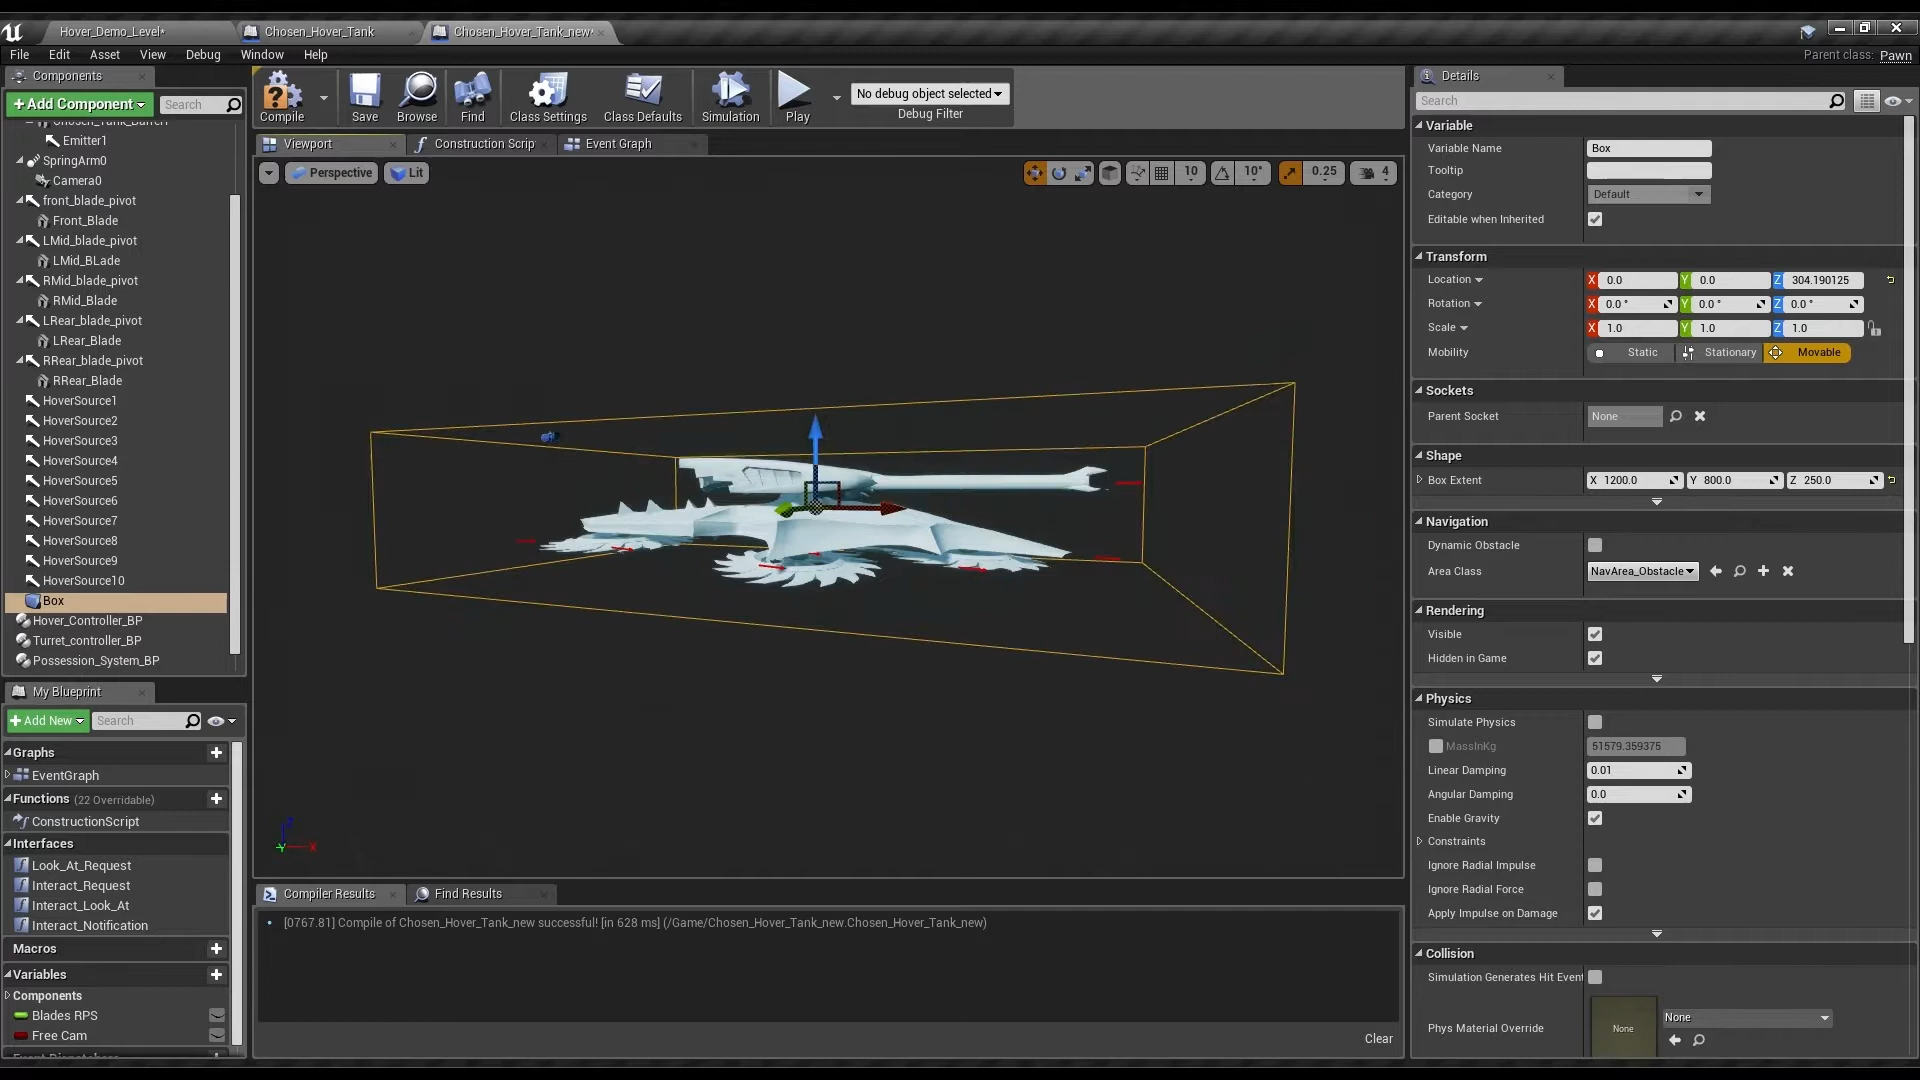 Hover_Demo_Level*
Chosen_Hover_Tank
Chosen_Hover_Tank_new*
File Edit Asset View Debug Window Help
Parent class: Pawn
Components
+Add Component
Search
Chosen_Tank_Barrel1
Emitter1
SpringArm0
Camera0
front_blade_pivot
Front_Blade
LMid_blade_pivot
LMid_BLade
RMid_blade_pivot
RMid_Blade
LRear_blade_pivot
LRear_Blade
RRear_blade_pivot
RRear_Blade
HoverSource1
HoverSource2
HoverSource3
HoverSource4
HoverSource5
HoverSource6
HoverSource7
HoverSource8
HoverSource9
HoverSource10
Box
Hover_Controller_BP
Turret_controller_BP
Possession_System_BP
My Blueprint
+Add New
Search
Graphs
EventGraph
Functions (22 Overridable)
ConstructionScript
Interfaces
Look_At_Request
Interact_Request
Interact_Look_At
Interact_Notification
Macros
Variables
Components
Blades RPS
Free Cam
Event Dispatchers
Compile
Save
Browse
Find
Class Settings
Class Defaults
Simulation
Play
No debug object selected
Debug Filter
Viewport
Construction Scrip
Event Graph
Perspective
Lit
10
10°
0.25
4
Z
Y
X
Compiler Results
Find Results
[0767.81] Compile of Chosen_Hover_Tank_new successful! [in 628 ms] (/Game/Chosen_Hover_Tank_new.Chosen_Hover_Tank_new)
Clear
Details
Search
Variable
Variable Name Box
Tooltip
Category Default
Editable when Inherited
Transform
Location X 0.0 Y 0.0 Z 304.190125
Rotation X 0.0 ° Y 0.0 ° Z 0.0 °
Scale X 1.0 Y 1.0 Z 1.0
Mobility Static Stationary Movable
Sockets
Parent Socket None
Shape
Box Extent X 1200.0 Y 800.0 Z 250.0
Navigation
Dynamic Obstacle
Area Class NavArea_Obstacle
Rendering
Visible
Hidden in Game
Physics
Simulate Physics
MassInKg 51579.359375
Linear Damping 0.01
Angular Damping 0.0
Enable Gravity
Constraints
Ignore Radial Impulse
Ignore Radial Force
Apply Impulse on Damage
Collision
Simulation Generates Hit Event
Phys Material Override None None